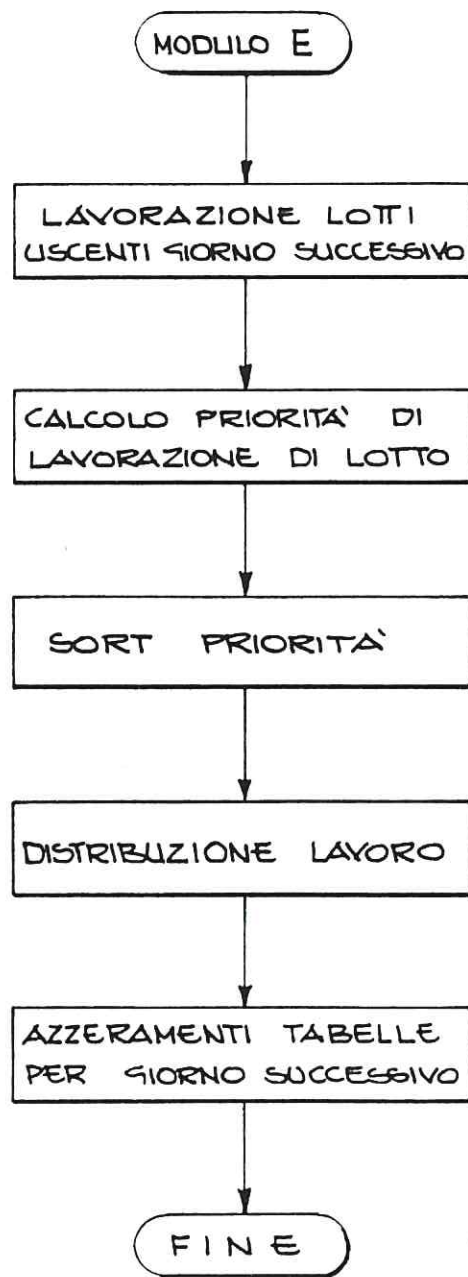 MODULO E
LAVORAZIONE LOTTI
USCENTI GIORNO SUCCESSIVO
CALCOLO PRIORITA' DI
LAVORAZIONE DI LOTTO
SORT PRIORITA'
DISTRIBUZIONE LAVORO
AZZERAMENTI TABELLE
PER GIORNO SUCCESSIVO
FINE